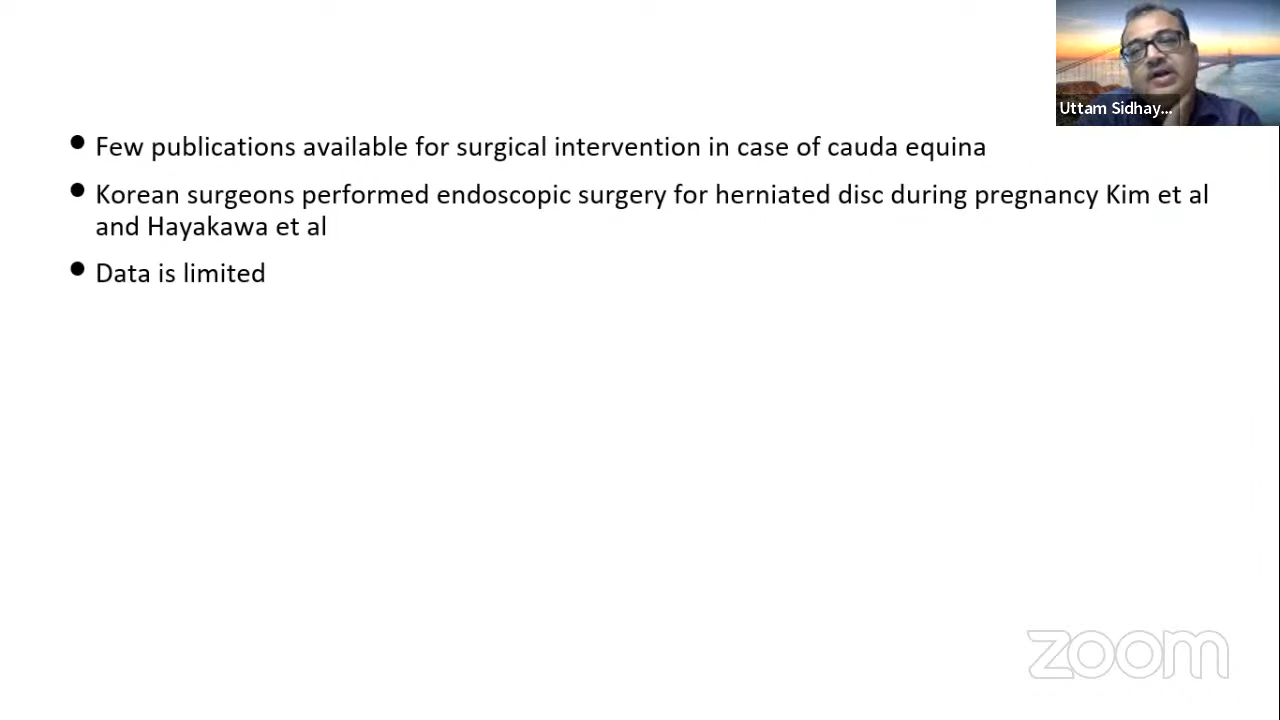 Uttam Sidhay...
• Few publications available for surgical intervention in case of cauda equina
• Korean surgeons performed endoscopic surgery for herniated disc during pregnancy Kim et al
and Hayakawa et al
• Data is limited
zoom